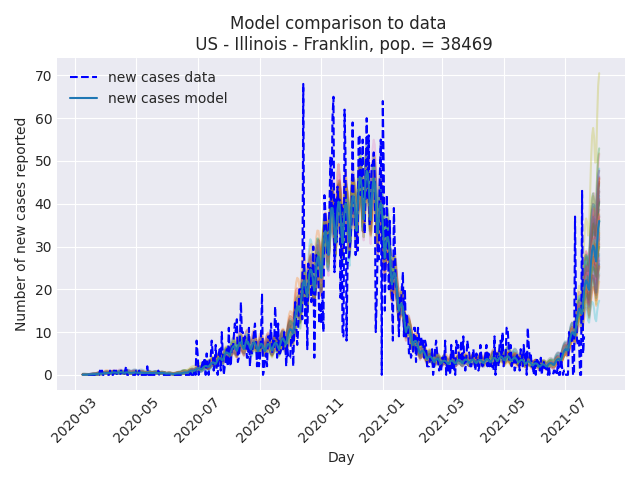 Model comparison to data
US - Illinois - Franklin, pop. = 38469
new cases data
new cases model
Number of new cases reported
70
60
50
40
30
20
10
0
2020-03
2020-05
2020-07
2020-09
2020-11
2021-01
2021-03
2021-05
2021-07
Day